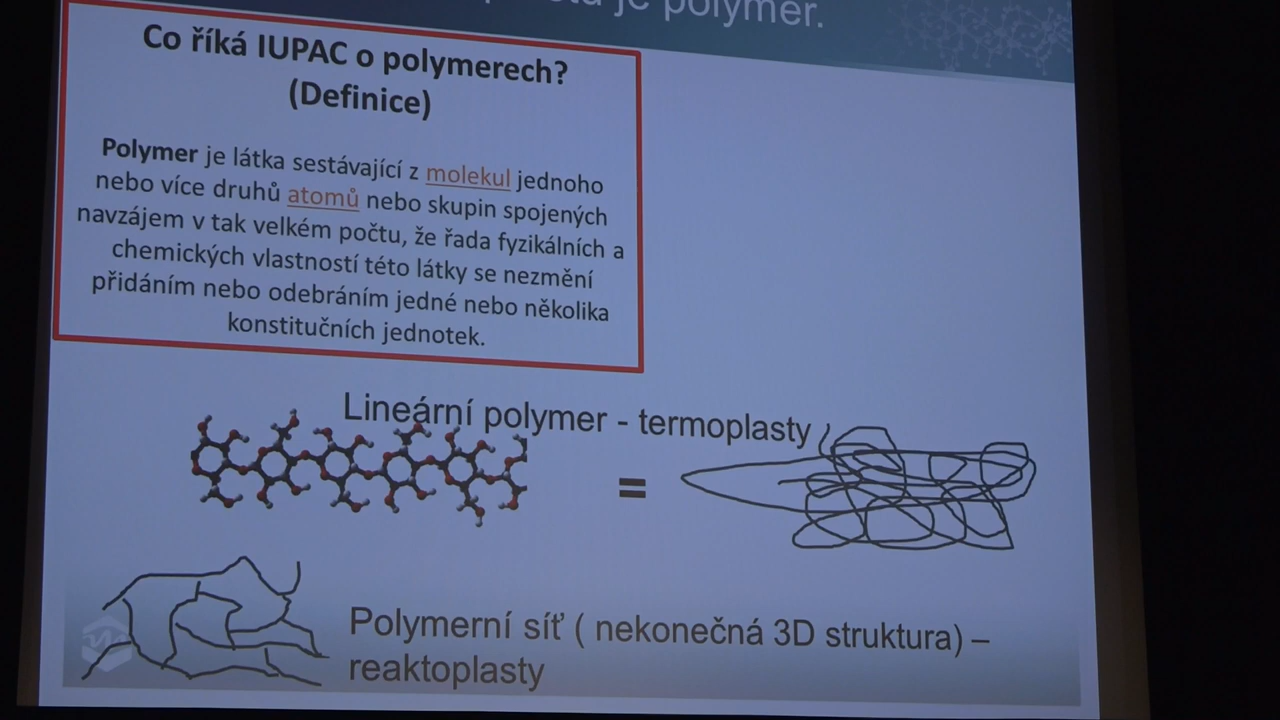 je polymer.
Co říká IUPAC o polymerech?
(Definice)
Polymer je látka sestávající z molekul jednoho
nebo více druhů atomů nebo skupin spojených
navzájem v tak velkém počtu, že řada fyzikálních a
chemických vlastností této látky se nezmění
přidáním nebo odebráním jedné nebo několika
konstitučních jednotek.
Lineární polymer - termoplasty
=
Polymerní síť ( nekonečná 3D struktura) –
reaktoplasty